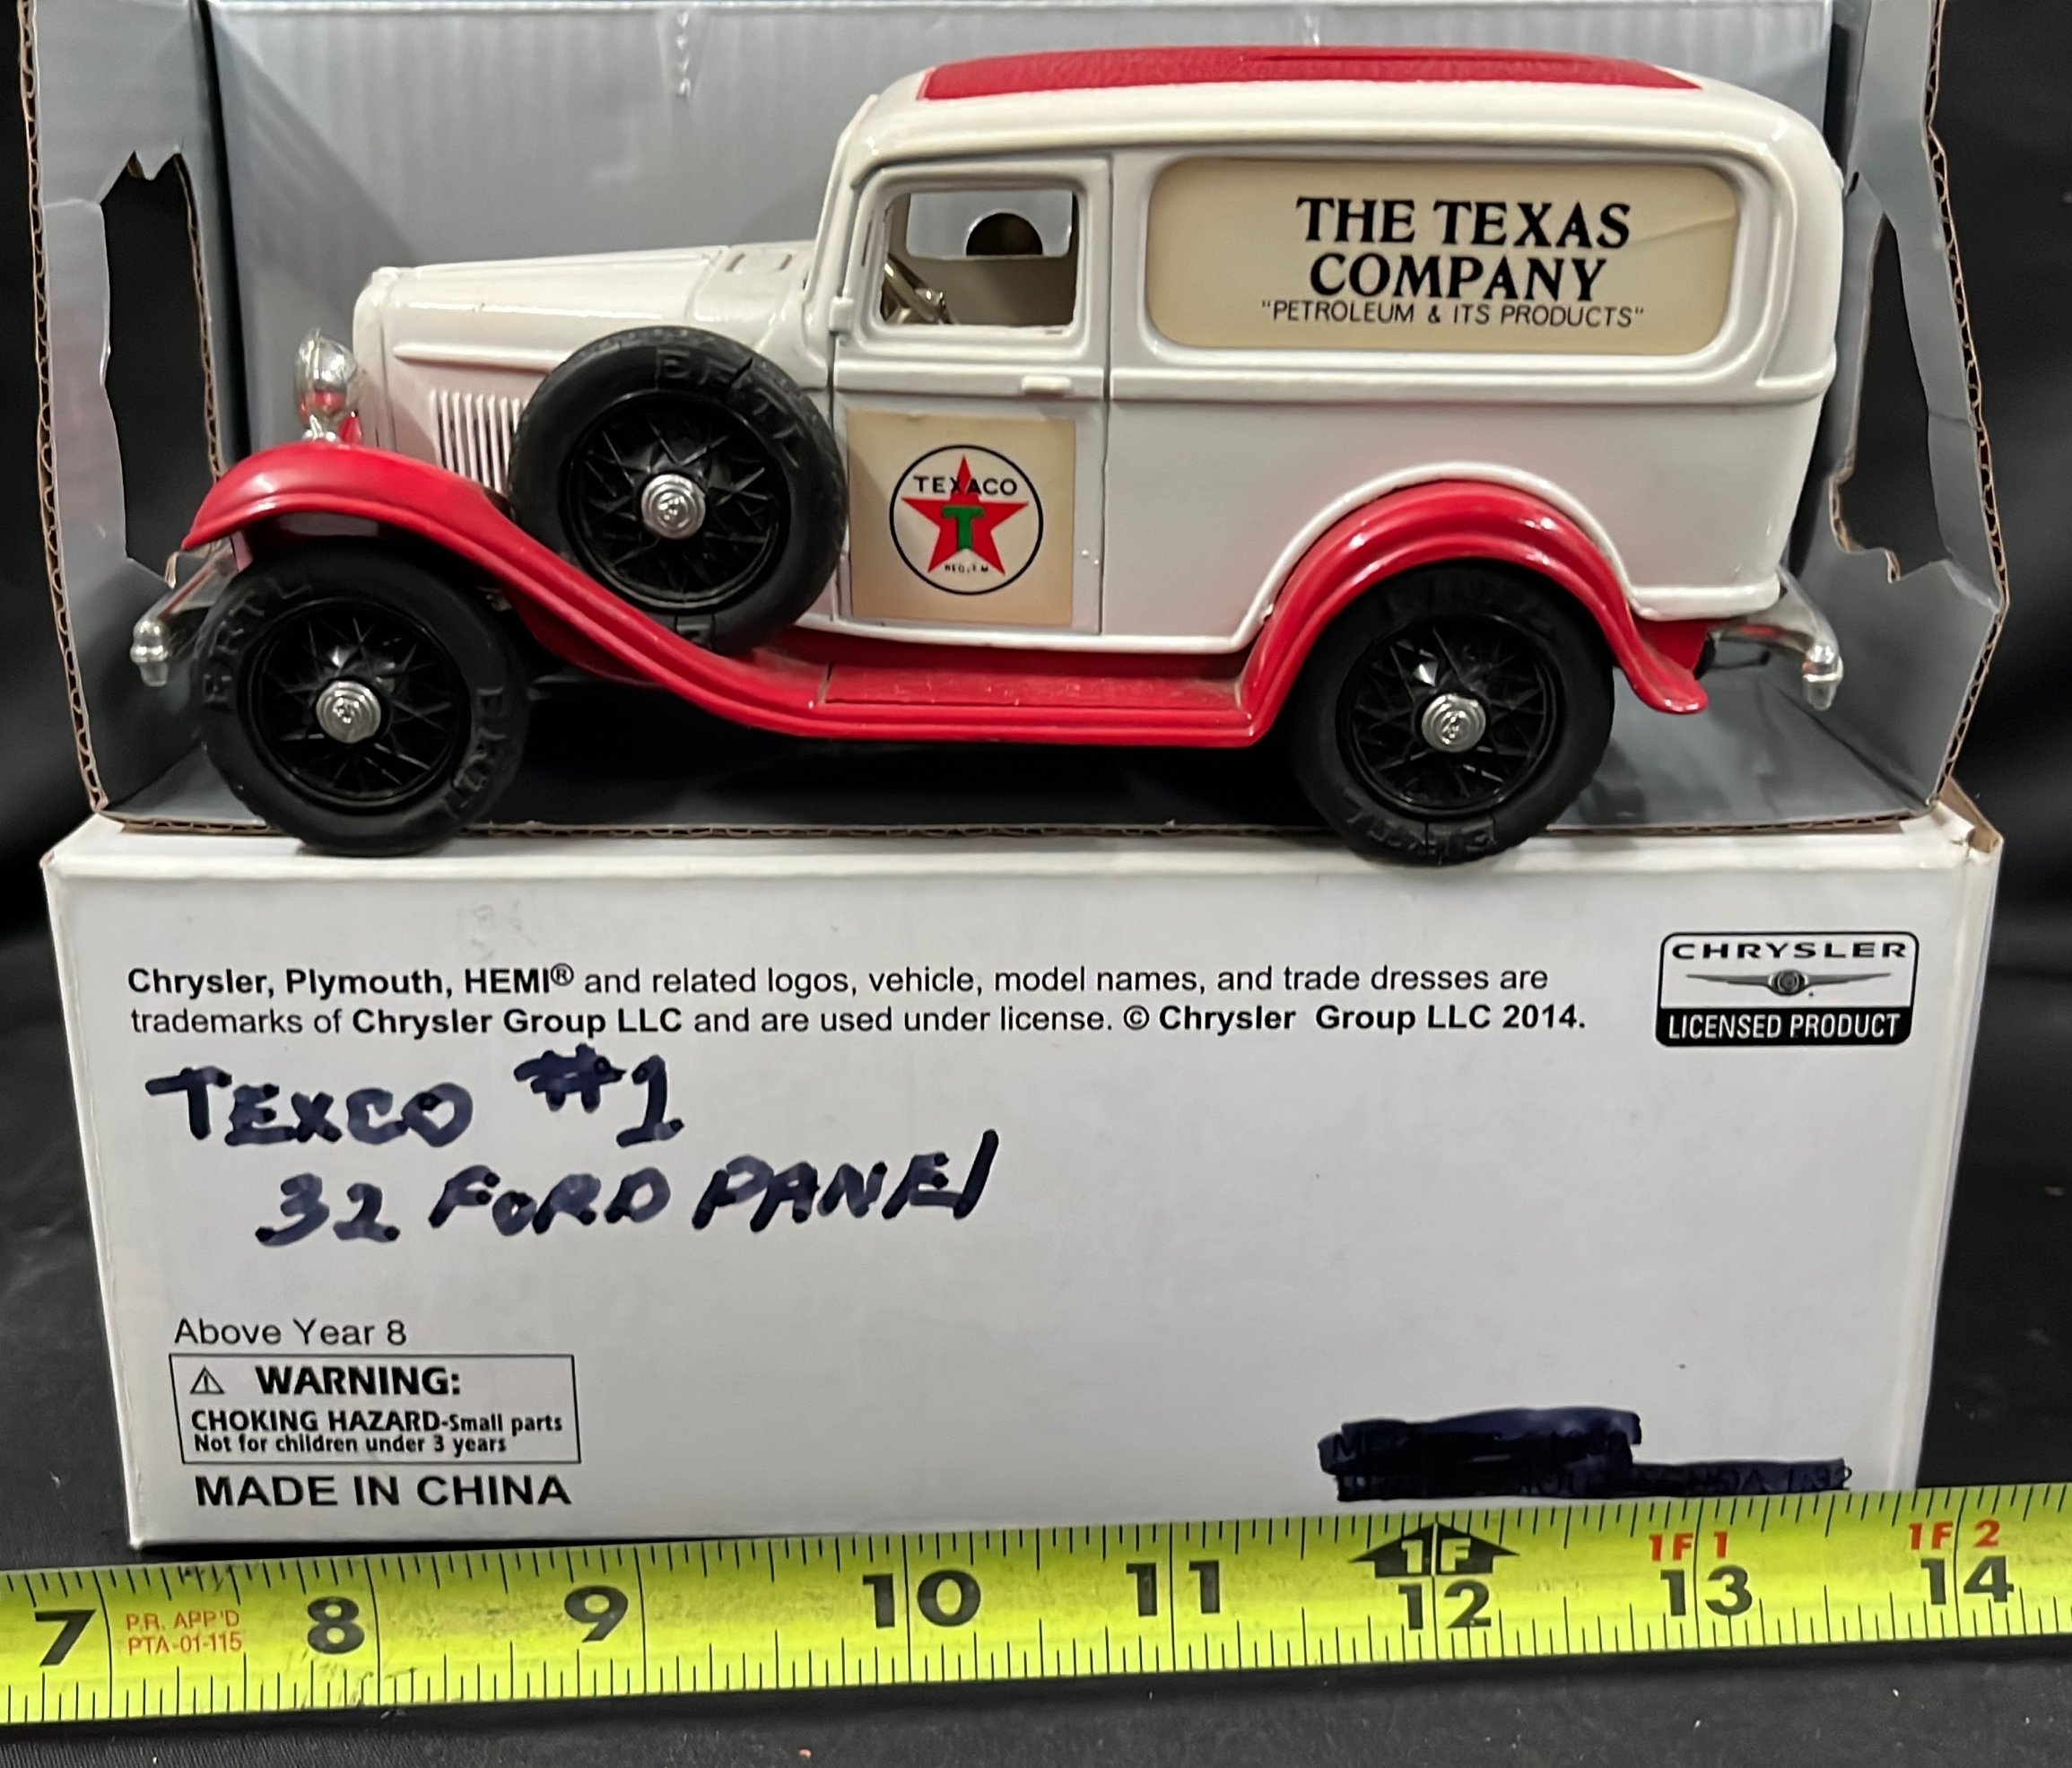 THE TEXAS
COMPANY
"PETROLEUM & ITS PRODUCTS"
TEXACO
T
ERTL
CHRYSLER
LICENSED PRODUCT
Chrysler, Plymouth, HEMI® and related logos, vehicle, model names, and trade dresses are
trademarks of Chrysler Group LLC and are used under license. © Chrysler Group LLC 2014.
TEXCO #1
32 FORD PANEl
Above Year 8
⚠ WARNING:
CHOKING HAZARD-Small parts
Not for children under 3 years
MADE IN CHINA
1F 1F 1 1F 2
7 8 9 10 11 12 13 14
P.R. APP'D
PTA-01-115